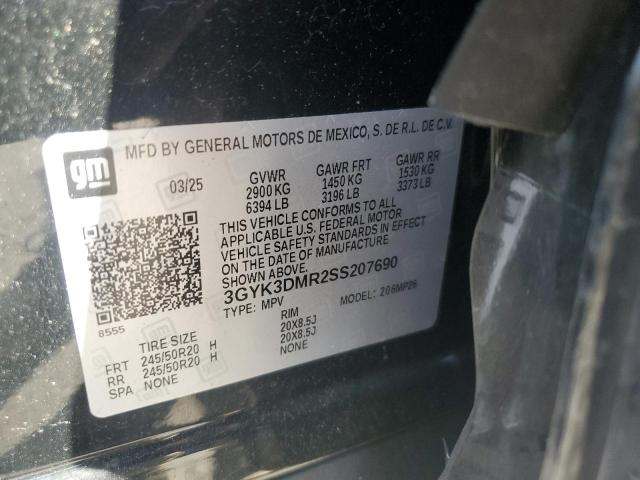 MFD BY GENERAL MOTORS DE MEXICO, S. DE R.L. DE C.V.
gm
03/25
GVWR GAWR FRT GAWR RR
2900 KG 1450 KG 1530 KG
6394 LB 3196 LB 3373 LB
THIS VEHICLE CONFORMS TO ALL
APPLICABLE U.S. FEDERAL MOTOR
VEHICLE SAFETY STANDARDS IN EFFECT
ON THE DATE OF MANUFACTURE
SHOWN ABOVE.
3GYK3DMR2SS207690
TYPE: MPV MODEL: 206MP26
8555
TIRE SIZE RIM
FRT 245/50R20 H 20X8.5J
RR 245/50R20 H 20X8.5J
SPA NONE NONE